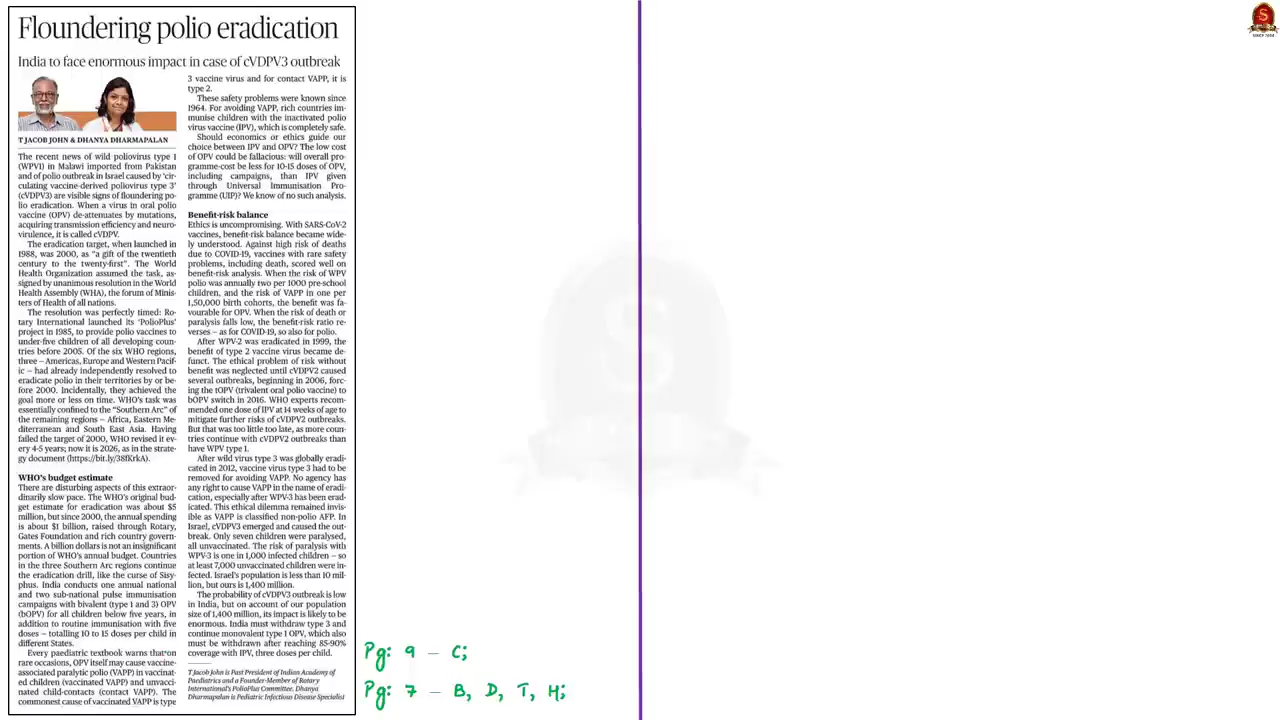 Floundering polio eradication
India to face enormous impact in case of cVDPV3 outbreak
T JACOB JOHN & DHANYA DHARMAPALAN
The recent news of wild poliovirus type 1
(WPV1) in Malawi imported from Pakistan
and of polio outbreak in Israel caused by 'cir-
culating vaccine-derived poliovirus type 3'
(cVDPV3) are visible signs of floundering po-
lio eradication. When a virus in oral polio
vaccine (OPV) de-attenuates by mutations,
acquiring transmission efficiency and neuro-
virulence, it is called cVDPV.
The eradication target, when launched in
1988, was 2000, as "a gift of the twentieth
century to the twenty-first". The World
Health Organization assumed the task, as-
signed by unanimous resolution in the World
Health Assembly (WHA), the forum of Minis-
ters of Health of all nations.
The resolution was perfectly timed: Ro-
tary International launched its 'PolioPlus'
project in 1985, to provide polio vaccines to
under-five children of all developing coun-
tries before 2005. Of the six WHO regions,
three – Americas, Europe and Western Pacif-
ic – had already independently resolved to
eradicate polio in their territories by or be-
fore 2000. Incidentally, they achieved the
goal more or less on time. WHO's task was
essentially confined to the "Southern Arc" of
the remaining regions – Africa, Eastern Me-
diterranean and South East Asia. Having
failed the target of 2000, WHO revised it ev-
ery 4-5 years; now it is 2026, as in the strate-
gy document (https://bit.ly/38fKrkA).
WHO's budget estimate
There are disturbing aspects of this extraor-
dinarily slow pace. The WHO's original bud-
get estimate for eradication was about $5
million, but since 2000, the annual spending
is about $1 billion, raised through Rotary,
Gates Foundation and rich country govern-
ments. A billion dollars is not an insignificant
portion of WHO's annual budget. Countries
in the three Southern Arc regions continue
the eradication drill, like the curse of Sisy-
phus. India conducts one annual national
and two sub-national pulse immunisation
campaigns with bivalent (type 1 and 3) OPV
(bOPV) for all children below five years, in
addition to routine immunisation with five
doses – totalling 10 to 15 doses per child in
different States.
Every paediatric textbook warns that on
rare occasions, OPV itself may cause vaccine-
associated paralytic polio (VAPP) in vaccinat-
ed children (vaccinated VAPP) and unvacci-
nated child-contacts (contact VAPP). The
commonest cause of vaccinated VAPP is type
3 vaccine virus and for contact VAPP, it is
type 2.
These safety problems were known since
1964. For avoiding VAPP, rich countries im-
munise children with the inactivated polio
virus vaccine (IPV), which is completely safe.
Should economics or ethics guide our
choice between IPV and OPV? The low cost
of OPV could be fallacious: will overall pro-
gramme-cost be less for 10-15 doses of OPV,
including campaigns, than IPV given
through Universal Immunisation Pro-
gramme (UIP)? We know of no such analysis.
Benefit-risk balance
Ethics is uncompromising. With SARS-CoV-2
vaccines, benefit-risk balance became wide-
ly understood. Against high risk of deaths
due to COVID-19, vaccines with rare safety
problems, including death, scored well on
benefit-risk analysis. When the risk of WPV
polio was annually two per 1000 pre-school
children, and the risk of VAPP in one per
1,50,000 birth cohorts, the benefit was fa-
vourable for OPV. When the risk of death or
paralysis falls low, the benefit-risk ratio re-
verses – as for COVID-19, so also for polio.
After WPV-2 was eradicated in 1999, the
benefit of type 2 vaccine virus became de-
funct. The ethical problem of risk without
benefit was neglected until cVDPV2 caused
several outbreaks, beginning in 2006, forc-
ing the tOPV (trivalent oral polio vaccine) to
bOPV switch in 2016. WHO experts recom-
mended one dose of IPV at 14 weeks of age to
mitigate further risks of cVDPV2 outbreaks.
But that was too little too late, as more coun-
tries continue with cVDPV2 outbreaks than
have WPV type 1.
After wild virus type 3 was globally eradi-
cated in 2012, vaccine virus type 3 had to be
removed for avoiding VAPP. No agency has
any right to cause VAPP in the name of eradi-
cation, especially after WPV-3 has been erad-
icated. This ethical dilemma remained invis-
ible as VAPP is classified non-polio AFP. In
Israel, cVDPV3 emerged and caused the out-
break. Only seven children were paralysed,
all unvaccinated. The risk of paralysis with
WPV-3 is one in 1,000 infected children – so
at least 7,000 unvaccinated children were in-
fected. Israel's population is less than 10 mil-
lion, but ours is 1,400 million.
The probability of cVDPV3 outbreak is low
in India, but on account of our population
size of 1,400 million, its impact is likely to be
enormous. India must withdraw type 3 and
continue monovalent type 1 OPV, which also
must be withdrawn after reaching 85-90%
coverage with IPV, three doses per child.
T Jacob John is Past President of Indian Academy of
Paediatrics and a Founder-Member of Rotary
International's PolioPlus Committee. Dhanya
Dharmapalan is Pediatric Infectious Disease Specialist
Pg: 9 – C;
Pg: 7 – B, D, T, H;